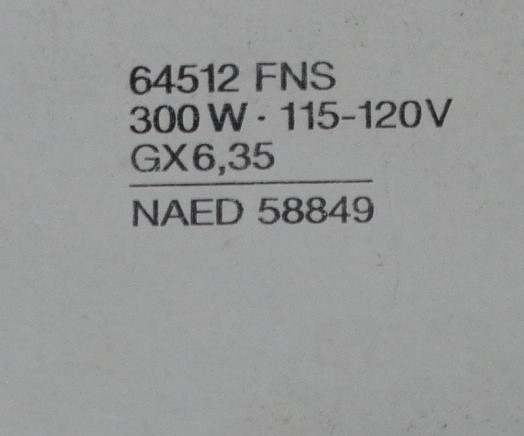 64512 FNS
300 W · 115-120V
GX6,35
NAED 58849